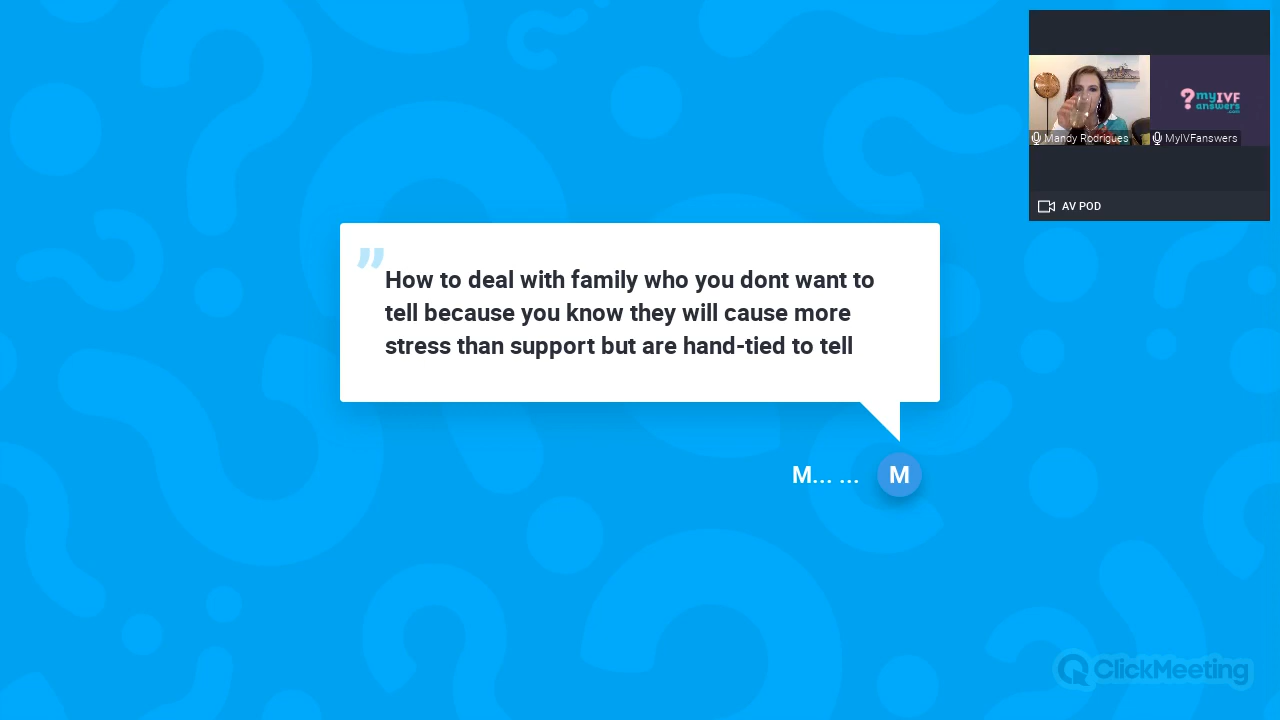 ?myIVF
answers
.com
Mandy Rodrigues
MyIVFanswers
AV POD
"
How to deal with family who you dont want to
tell because you know they will cause more
stress than support but are hand-tied to tell
M... ...
M
ClickMeeting